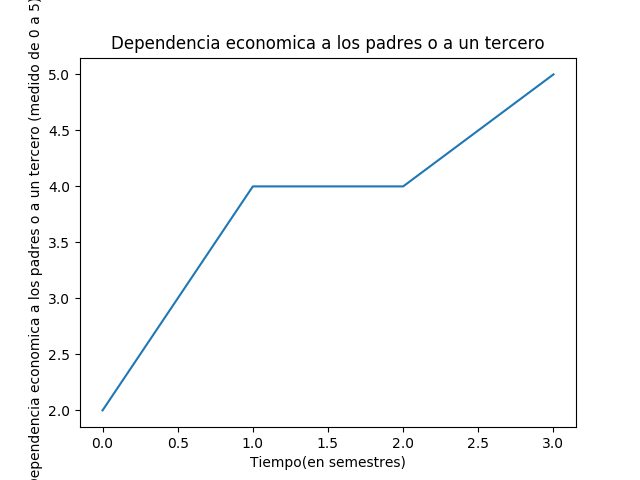 Dependencia economica a los padres o a un tercero
ependencia economica a los padres o a un tercero (medido de 0 a 5)
5.0
4.5
4.0
3.5
3.0
2.5
2.0
0.0 0.5 1.0 1.5 2.0 2.5 3.0
Tiempo(en semestres)